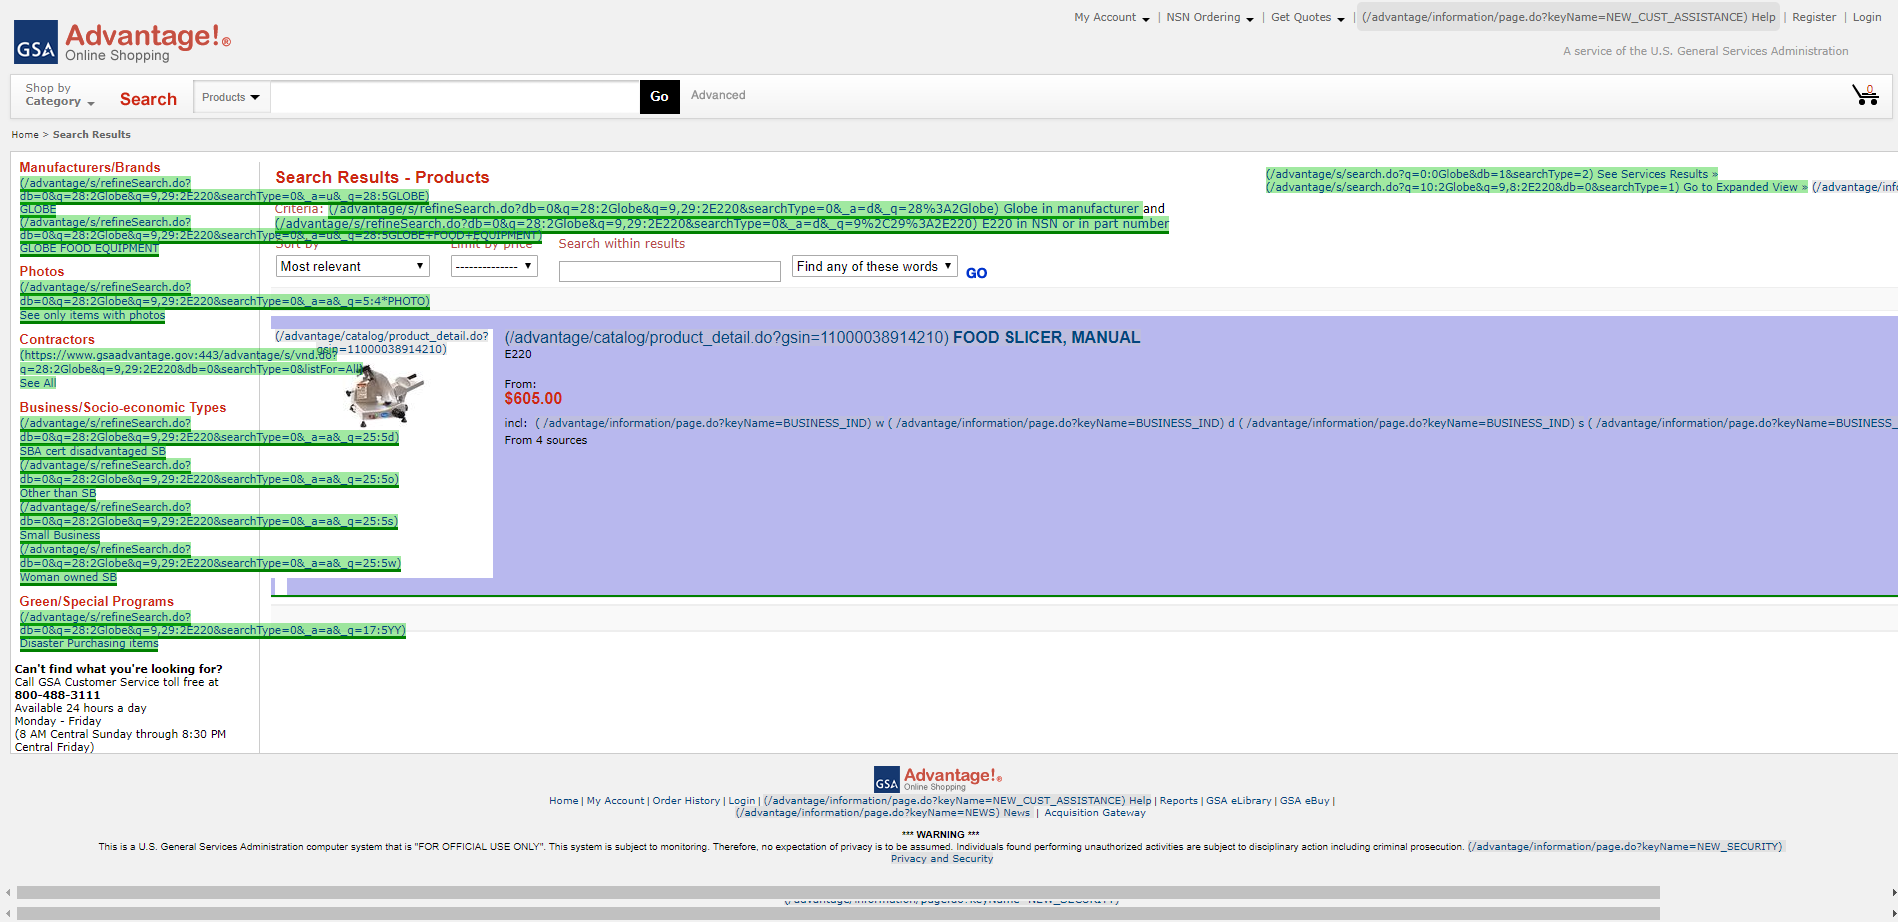 My Account | NSN Ordering | Get Quotes | (/advantage/information/page.do?keyName=NEW_CUST_ASSISTANCE) Help | Register | Login
GSA Advantage!®
Online Shopping
A service of the U.S. General Services Administration
Shop by
Category
Search
Products
Go
Advanced
0
Home > Search Results
Manufacturers/Brands
(/advantage/s/refineSearch.do?
db=0&q=28:2Globe&q=9,29:2E220&searchType=0&_a=u&_q=28:5GLOBE)
GLOBE
(/advantage/s/refineSearch.do?
db=0&q=28:2Globe&q=9,29:2E220&searchType=0&_a=u&_q=28:5GLOBE+FOOD+EQUIPMENT)
GLOBE FOOD EQUIPMENT
Photos
(/advantage/s/refineSearch.do?
db=0&q=28:2Globe&q=9,29:2E220&searchType=0&_a=a&_q=5:4*PHOTO)
See only items with photos
Contractors
(https://www.gsaadvantage.gov:443/advantage/s/vnd.do?
q=28:2Globe&q=9,29:2E220&db=0&searchType=0&listFor=All)
See All
Business/Socio-economic Types
(/advantage/s/refineSearch.do?
db=0&q=28:2Globe&q=9,29:2E220&searchType=0&_a=a&_q=25:5d)
SBA cert disadvantaged SB
(/advantage/s/refineSearch.do?
db=0&q=28:2Globe&q=9,29:2E220&searchType=0&_a=a&_q=25:5o)
Other than SB
(/advantage/s/refineSearch.do?
db=0&q=28:2Globe&q=9,29:2E220&searchType=0&_a=a&_q=25:5s)
Small Business
(/advantage/s/refineSearch.do?
db=0&q=28:2Globe&q=9,29:2E220&searchType=0&_a=a&_q=25:5w)
Woman owned SB
Green/Special Programs
(/advantage/s/refineSearch.do?
db=0&q=28:2Globe&q=9,29:2E220&searchType=0&_a=a&_q=17:5YY)
Disaster Purchasing items
Can't find what you're looking for?
Call GSA Customer Service toll free at
800-488-3111
Available 24 hours a day
Monday - Friday
(8 AM Central Sunday through 8:30 PM
Central Friday)
Search Results - Products
(/advantage/s/search.do?q=0:0Globe&db=1&searchType=2) See Services Results »
(/advantage/s/search.do?q=10:2Globe&q=9,8:2E220&db=0&searchType=1) Go to Expanded View » (/advantage/info
Criteria: (/advantage/s/refineSearch.do?db=0&q=28:2Globe&q=9,29:2E220&searchType=0&_a=d&_q=28%3A2Globe) Globe in manufacturer and
(/advantage/s/refineSearch.do?db=0&q=28:2Globe&q=9,29:2E220&searchType=0&_a=d&_q=9%2C29%3A2E220) E220 in NSN or in part number
Sort by Limit by price Search within results
Most relevant -------------- Find any of these words GO
(/advantage/catalog/product_detail.do?
gsin=11000038914210)
(/advantage/catalog/product_detail.do?gsin=11000038914210) FOOD SLICER, MANUAL
E220
From:
$605.00
incl: ( /advantage/information/page.do?keyName=BUSINESS_IND) w ( /advantage/information/page.do?keyName=BUSINESS_IND) d ( /advantage/information/page.do?keyName=BUSINESS_IND) s ( /advantage/information/page.do?keyName=BUSINESS_
From 4 sources
GSA Advantage!®
Online Shopping
Home | My Account | Order History | Login | (/advantage/information/page.do?keyName=NEW_CUST_ASSISTANCE) Help | Reports | GSA eLibrary | GSA eBuy |
(/advantage/information/page.do?keyName=NEWS) News | Acquisition Gateway
*** WARNING ***
This is a U.S. General Services Administration computer system that is "FOR OFFICIAL USE ONLY". This system is subject to monitoring. Therefore, no expectation of privacy is to be assumed. Individuals found performing unauthorized activities are subject to disciplinary action including criminal prosecution. (/advantage/information/page.do?keyName=NEW_SECURITY)
Privacy and Security
(/advantage/information/page.do?keyName=NEW_SECURITY)